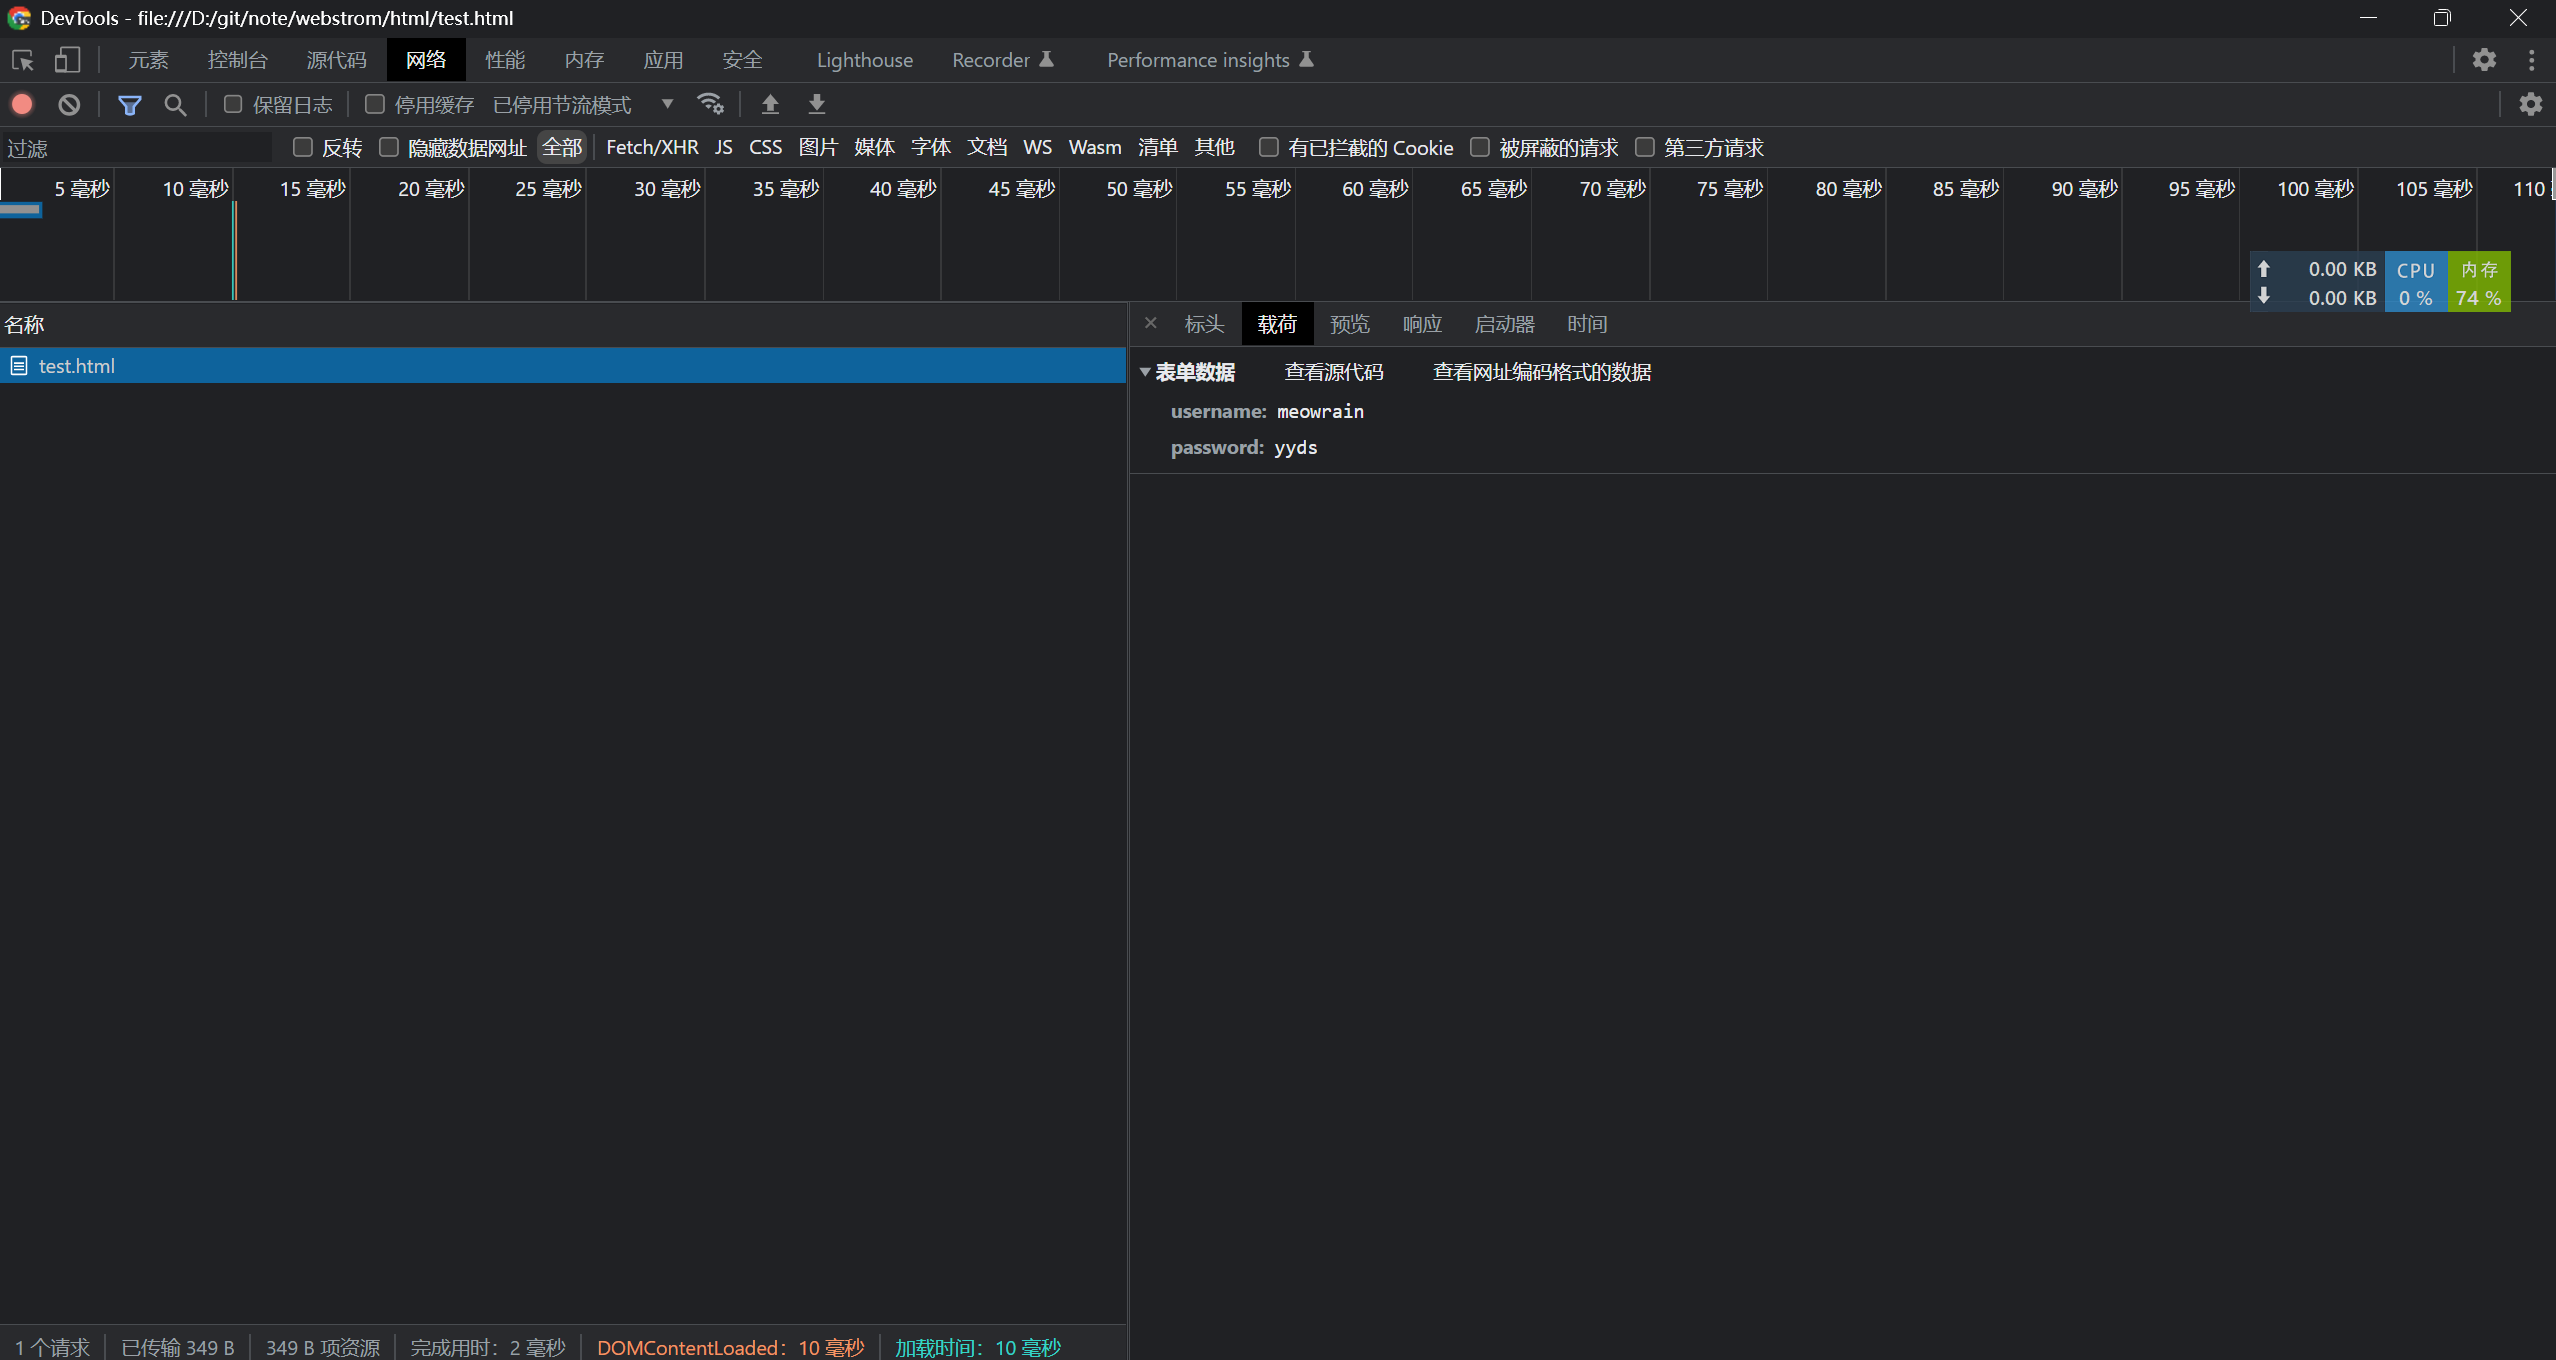 DevTools - file:///D:/git/note/webstrom/html/test.html
元素 控制台 源代码 网络 性能 内存 应用 安全 Lighthouse Recorder Performance insights
保留日志 停用缓存 已停用节流模式
过滤 反转 隐藏数据网址 全部 Fetch/XHR JS CSS 图片 媒体 字体 文档 WS Wasm 清单 其他 有已拦截的 Cookie 被屏蔽的请求 第三方请求
5 毫秒 10 毫秒 15 毫秒 20 毫秒 25 毫秒 30 毫秒 35 毫秒 40 毫秒 45 毫秒 50 毫秒 55 毫秒 60 毫秒 65 毫秒 70 毫秒 75 毫秒 80 毫秒 85 毫秒 90 毫秒 95 毫秒 100 毫秒 105 毫秒 110
0.00 KB CPU 内存
0.00 KB 0 % 74 %
名称
test.html
标头 载荷 预览 响应 启动器 时间
表单数据 查看源代码 查看网址编码格式的数据
username: meowrain
password: yyds
1 个请求 已传输 349 B 349 B 项资源 完成用时：2 毫秒 DOMContentLoaded：10 毫秒 加载时间：10 毫秒